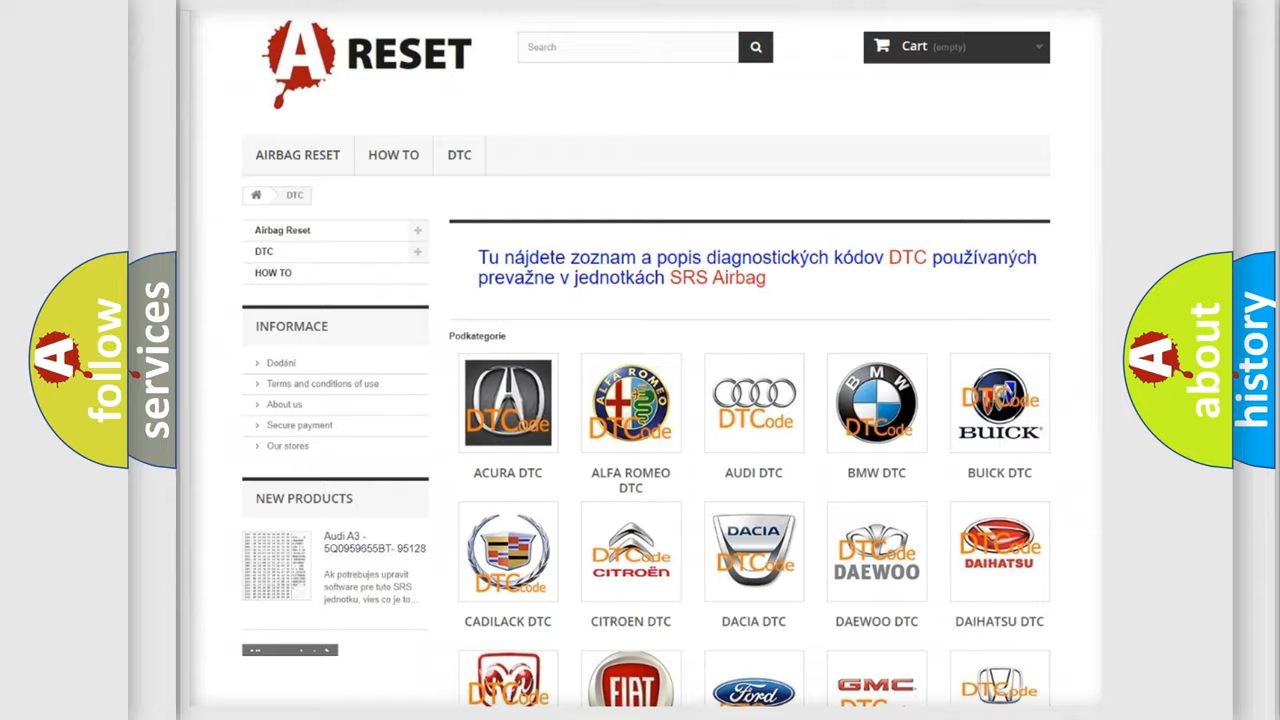 A RESET
Search
Cart (empty)
AIRBAG RESET
HOW TO
DTC
DTC
Airbag Reset
DTC
HOW TO
INFORMACE
Dodání
Terms and conditions of use
About us
Secure payment
Our stores
NEW PRODUCTS
Audi A3 -
5Q0959655BT- 95128
Ak potrebujes upravit
software pre tuto SRS
jednotku, vies co je to...
Tu nájdete zoznam a popis diagnostických kódov DTC používaných
prevažne v jednotkách SRS Airbag
Podkategorie
DTCode
ALFA ROMEO
DTCode
DTCode
BMW
DTCode
DTCode
BUICK
ACURA DTC
ALFA ROMEO
DTC
AUDI DTC
BMW DTC
BUICK DTC
DTCode
DTCode
CITROËN
DACIA
DTCode
DTCode
DAEWOO
DTCode
DAIHATSU
CADILACK DTC
CITROEN DTC
DACIA DTC
DAEWOO DTC
DAIHATSU DTC
DTCode
FIAT
Ford
GMC
DTCode
A follow
services
A about
history